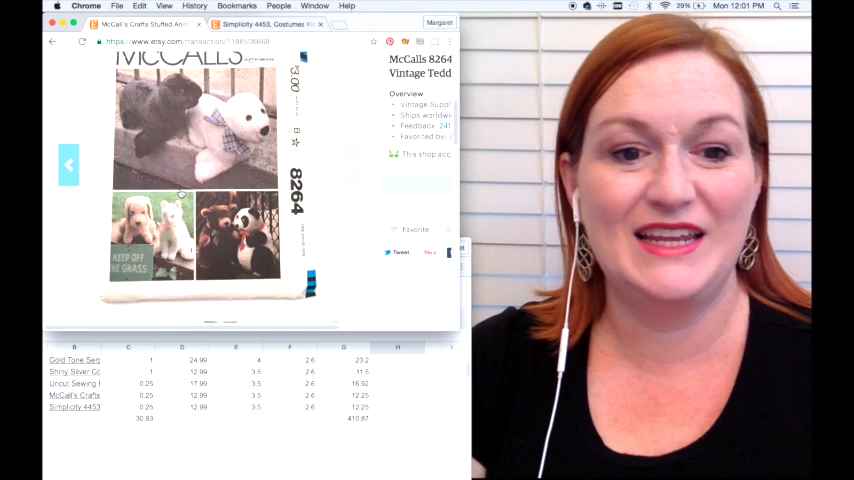 Chrome File Edit View History Bookmarks People Window Help 29% Mon 12:01 PM
McCall's Crafts Stuffed Ani Simplicity 4453, Costumes Ki Margaret
https://www.etsy.com/transaction/1186506668
McCALLS
$3.00
8264
KEEP OFF
THE GRASS
McCalls 8264
Vintage Tedd
Overview
Vintage Suppl
Ships worldwi
Feedback: 241
Favorited by:
This shop acc
Favorite
Tweet
B C D E F G H
Gold Tone Serp 1 24.99 4 2.6 23.2
Shiny Silver Co 1 12.99 3.5 2.6 11.5
Uncut Sewing 0.25 17.99 3.5 2.6 16.92
McCall's Crafts 0.25 12.99 3.5 2.6 12.25
Simplicity 4453 0.25 12.99 3.5 2.6 12.25
30.93 410.87